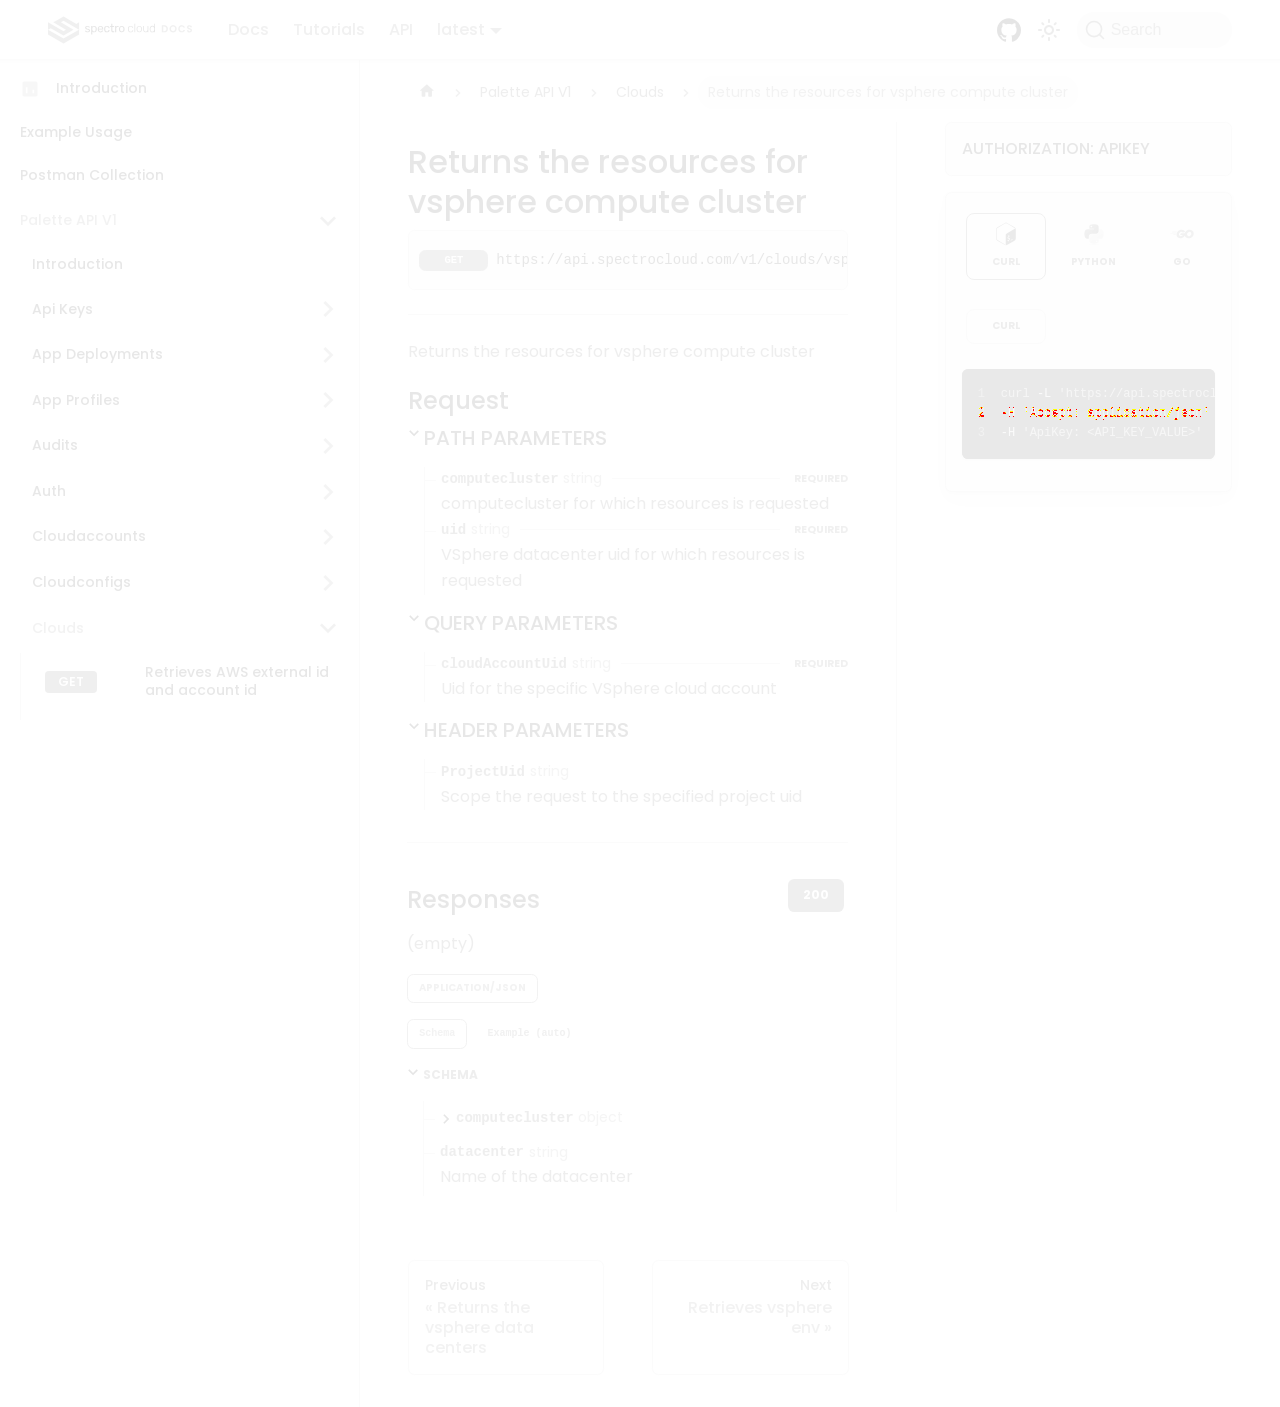 spectro cloud DOCS
Docs
Tutorials
API
latest
Search
Introduction
Example Usage
Postman Collection
Palette API V1
Introduction
Api Keys
App Deployments
App Profiles
Audits
Auth
Cloudaccounts
Cloudconfigs
Clouds
GET
Retrieves AWS external id
and account id
Palette API V1
Clouds
Returns the resources for vsphere compute cluster
Returns the resources for
vsphere compute cluster
GET https://api.spectrocloud.com/v1/clouds/vsp
Returns the resources for vsphere compute cluster
Request
PATH PARAMETERS
computecluster string REQUIRED
computecluster for which resources is requested
uid string REQUIRED
VSphere datacenter uid for which resources is
requested
QUERY PARAMETERS
cloudAccountUid string REQUIRED
Uid for the specific VSphere cloud account
HEADER PARAMETERS
ProjectUid string
Scope the request to the specified project uid
Responses
200
(empty)
APPLICATION/JSON
Schema
Example (auto)
SCHEMA
computecluster object
datacenter string
Name of the datacenter
Previous
« Returns the
vsphere data
centers
Next
Retrieves vsphere
env »
AUTHORIZATION: APIKEY
CURL
PYTHON
GO
GO
CURL
1 curl -L 'https://api.spectrocl
2 -H 'Accept: application/json'
3 -H 'ApiKey: <API_KEY_VALUE>'